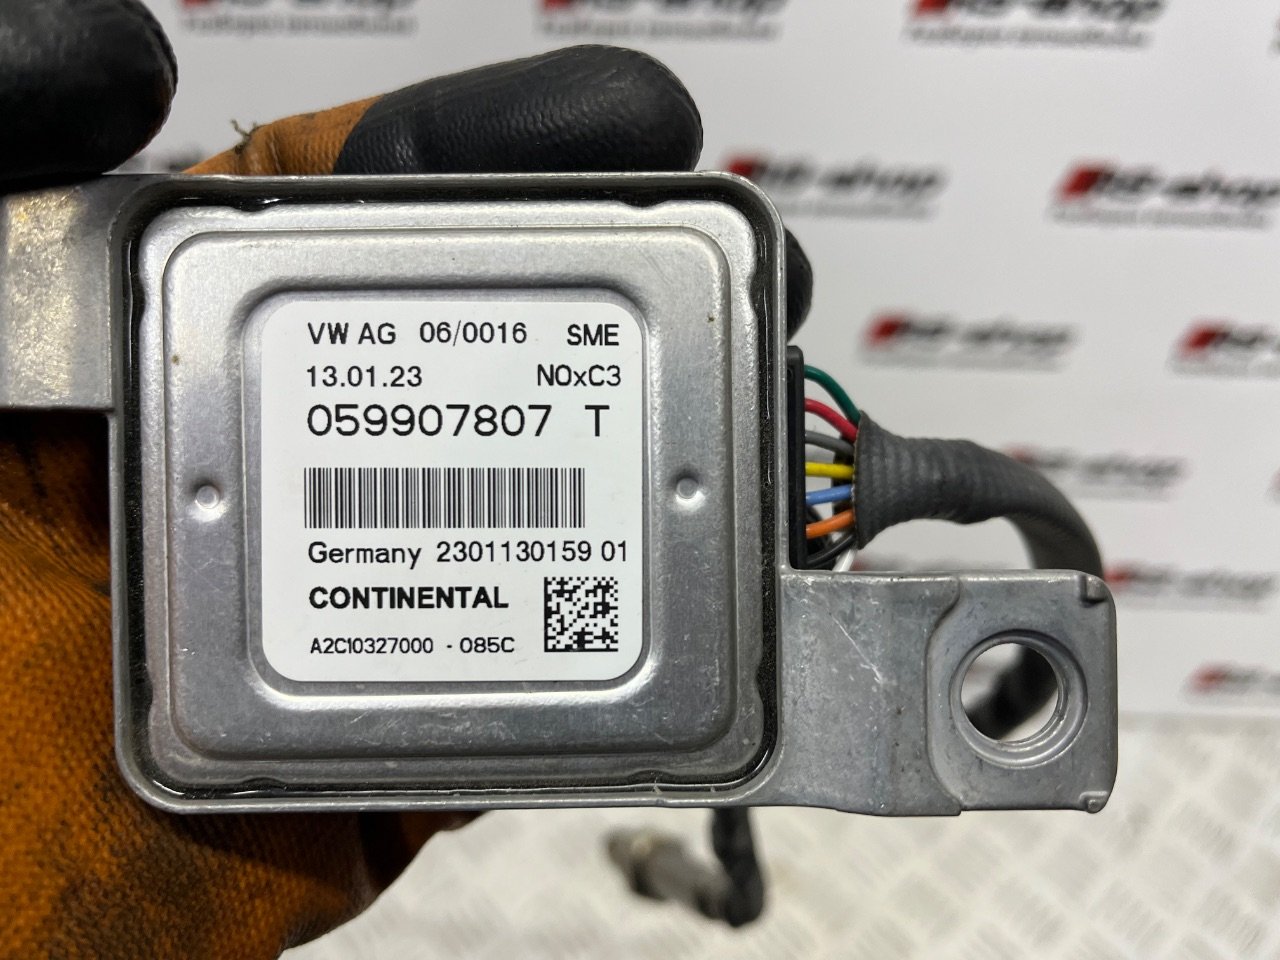 VW AG 06/0016 SME
13.01.23 NOxC3
059907807 T
Germany 2301130159 01
CONTINENTAL
A2C10327000 - 085C